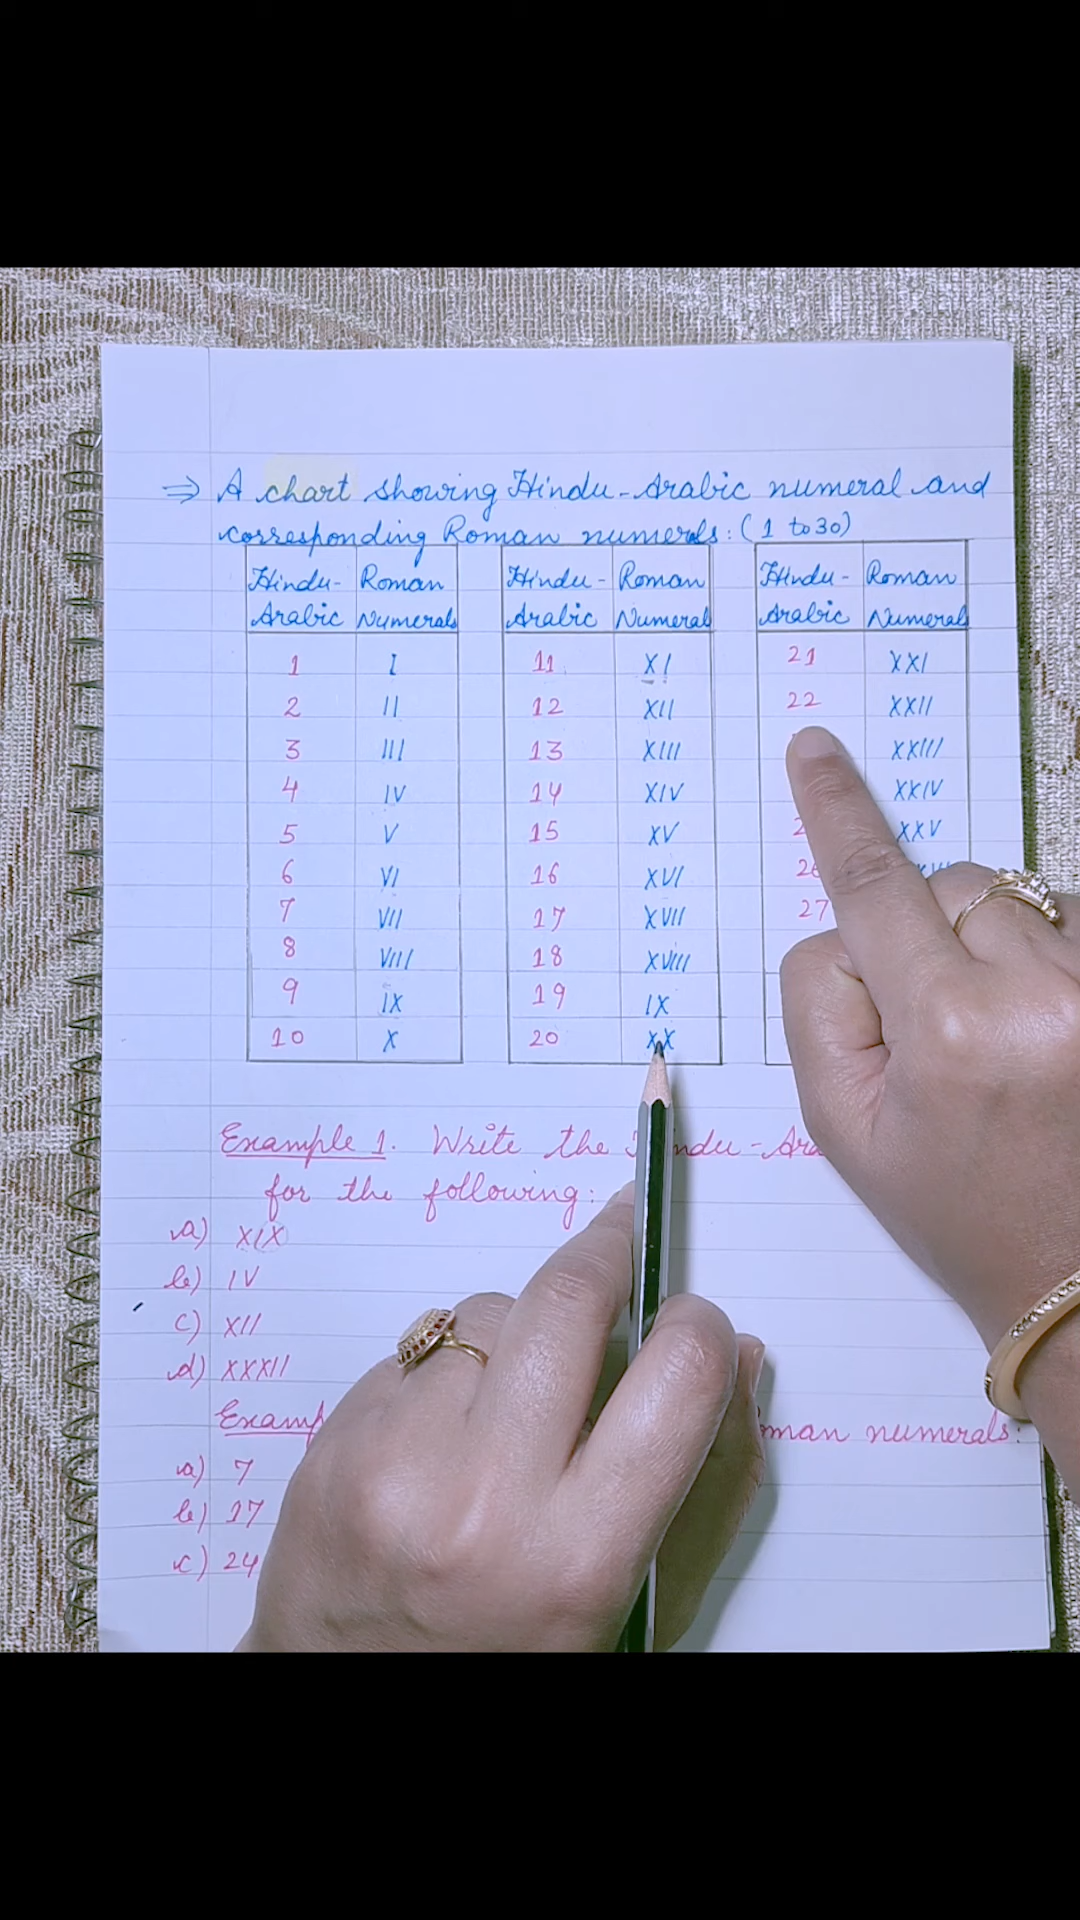 ⇒ A chart showing Hindu-Arabic numeral and
corresponding Roman numerals: (1 to 30)
Hindu-Arabic Roman Numerals Hindu-Arabic Roman Numeral Hindu-Arabic Roman Numeral
1 I 11 XI 21 XXI
2 II 12 XII 22 XXII
3 III 13 XIII XXIII
4 IV 14 XIV XXIV
5 V 15 XV XXV
6 VI 16 XVI 26
7 VII 17 XVII 27
8 VIII 18 XVIII
9 IX 19 IX
10 X 20 XX
Example 1. Write the
for the following:
a) XIX
b) IV
c) XII
d) XXXII
numerals:
a) 7
b) 17
c) 24